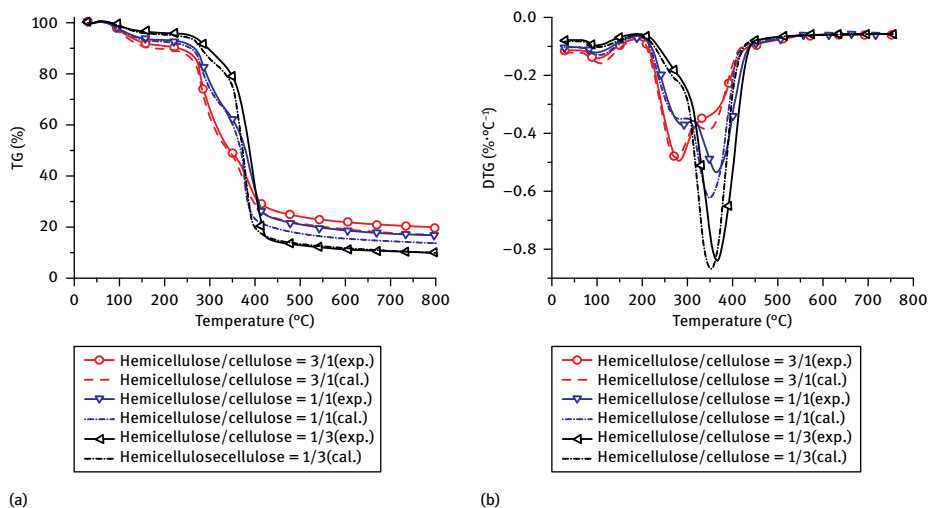 100
80
60
40
20
0
TG (%)
0 100 200 300 400 500 600 700 800
Temperature (°C)
Hemicellulose/cellulose = 3/1(exp.)
Hemicellulose/cellulose = 3/1(cal.)
Hemicellulose/cellulose = 1/1(exp.)
Hemicellulose/cellulose = 1/1(cal.)
Hemicellulose/cellulose = 1/3(exp.)
Hemicellulosecellulose = 1/3(cal.)
(a)
−0.0
−0.2
−0.4
−0.6
−0.8
DTG (%·°C⁻¹)
0 100 200 300 400 500 600 700 800
Temperature (°C)
Hemicellulose/cellulose = 3/1(exp.)
Hemicellulose/cellulose = 3/1(cal.)
Hemicellulose/cellulose = 1/1(exp.)
Hemicellulose/cellulose = 1/1(cal.)
Hemicellulose/cellulose = 1/3(exp.)
Hemicellulose/cellulose = 1/3(cal.)
(b)